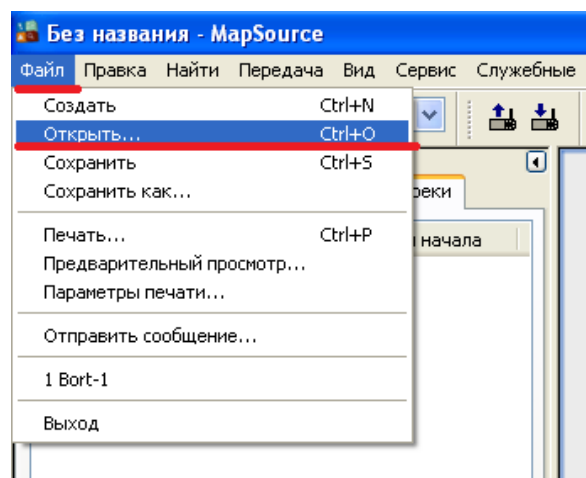 Без названия - MapSource
Файл Правка Найти Передача Вид Сервис Служебные
Создать Ctrl+N
Открыть... Ctrl+O
Сохранить Ctrl+S
Сохранить как...
Печать... Ctrl+P
Предварительный просмотр...
Параметры печати...
Отправить сообщение...
1 Bort-1
Выход
начала